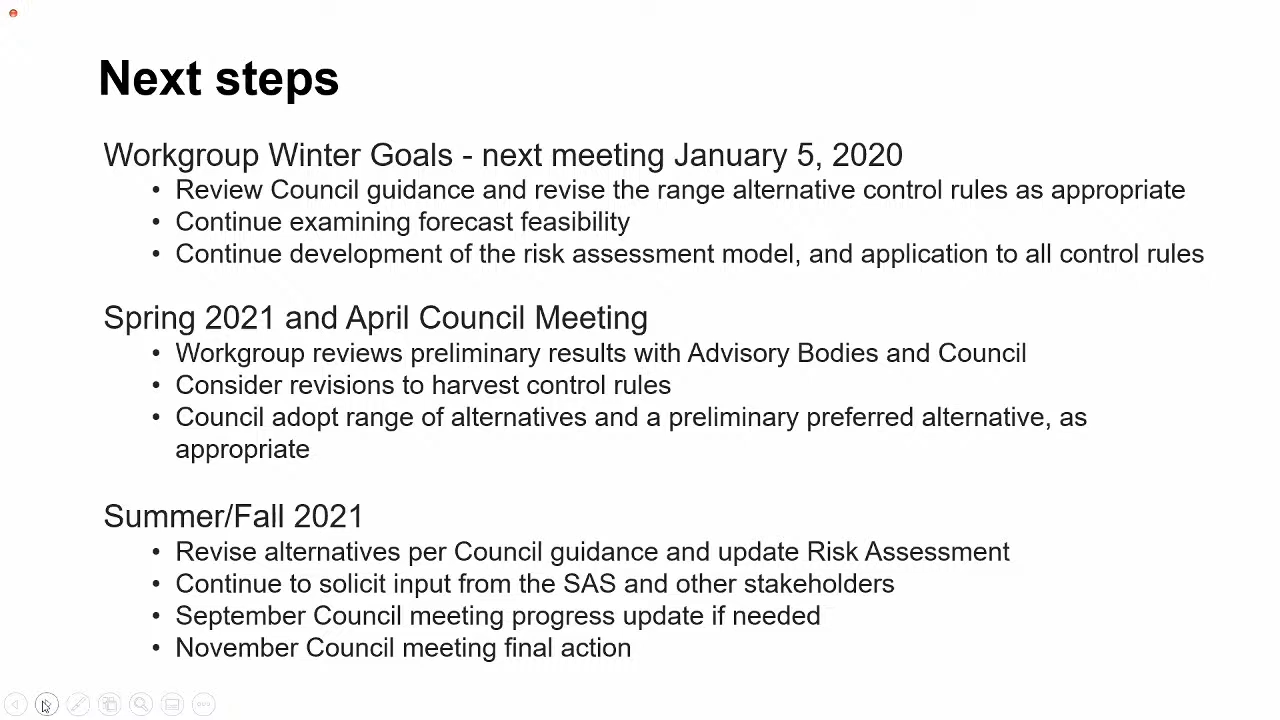 Next steps
Workgroup Winter Goals - next meeting January 5, 2020
• Review Council guidance and revise the range alternative control rules as appropriate
• Continue examining forecast feasibility
• Continue development of the risk assessment model, and application to all control rules
Spring 2021 and April Council Meeting
• Workgroup reviews preliminary results with Advisory Bodies and Council
• Consider revisions to harvest control rules
• Council adopt range of alternatives and a preliminary preferred alternative, as
appropriate
Summer/Fall 2021
• Revise alternatives per Council guidance and update Risk Assessment
• Continue to solicit input from the SAS and other stakeholders
• September Council meeting progress update if needed
• November Council meeting final action